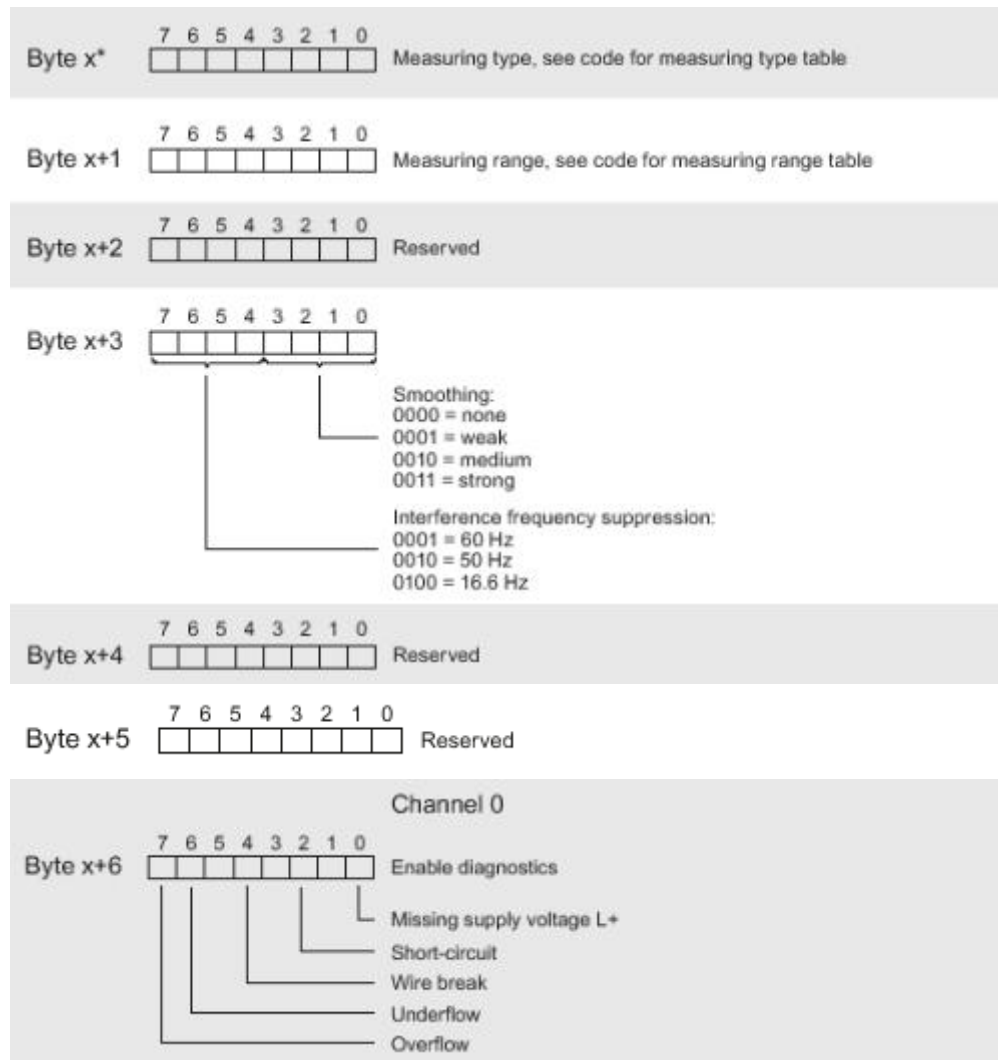 7 6 5 4 3 2 1 0
Byte x* Measuring type, see code for measuring type table
7 6 5 4 3 2 1 0
Byte x+1 Measuring range, see code for measuring range table
7 6 5 4 3 2 1 0
Byte x+2 Reserved
7 6 5 4 3 2 1 0
Byte x+3
Smoothing:
0000 = none
0001 = weak
0010 = medium
0011 = strong
Interference frequency suppression:
0001 = 60 Hz
0010 = 50 Hz
0100 = 16.6 Hz
7 6 5 4 3 2 1 0
Byte x+4 Reserved
7 6 5 4 3 2 1 0
Byte x+5 Reserved
Channel 0
7 6 5 4 3 2 1 0
Byte x+6 Enable diagnostics
Missing supply voltage L+
Short-circuit
Wire break
Underflow
Overflow